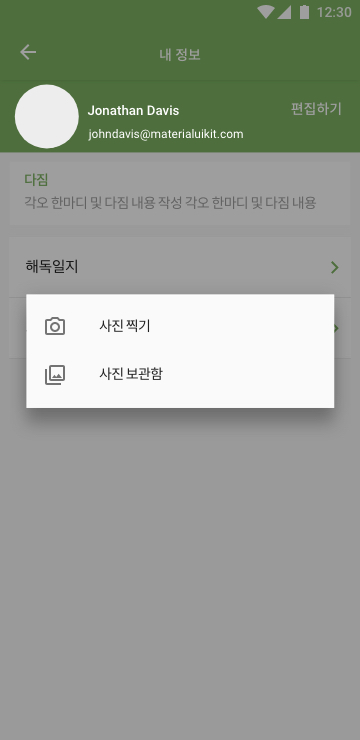 12:30
내 정보
Jonathan Davis
편집하기
johndavis@materialuikit.com
다짐
각오 한마디 및 다짐 내용 작성 각오 한마디 및 다짐 내용
해독일지
사진 찍기
사진 보관함